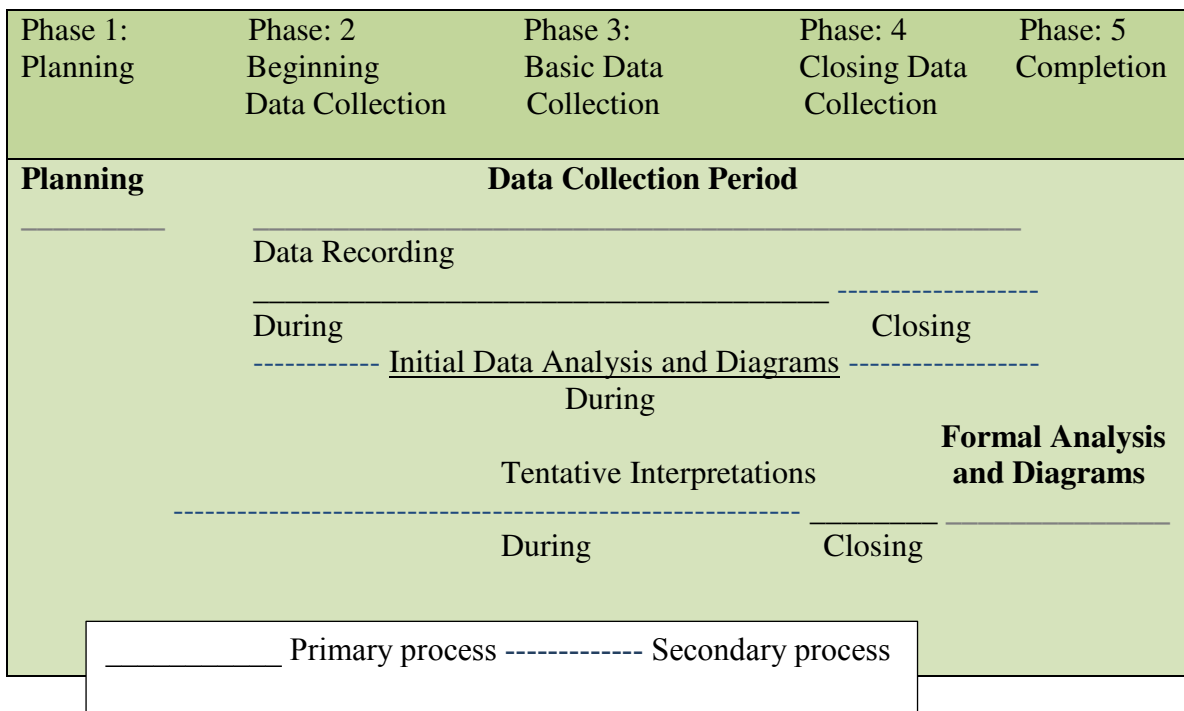 Phase 1: Phase: 2 Phase 3: Phase: 4 Phase: 5
Planning Beginning Basic Data Closing Data Completion
Data Collection Collection Collection
Planning Data Collection Period
Data Recording
During Closing
Initial Data Analysis and Diagrams
During
Formal Analysis
Tentative Interpretations and Diagrams
During Closing
Primary process Secondary process